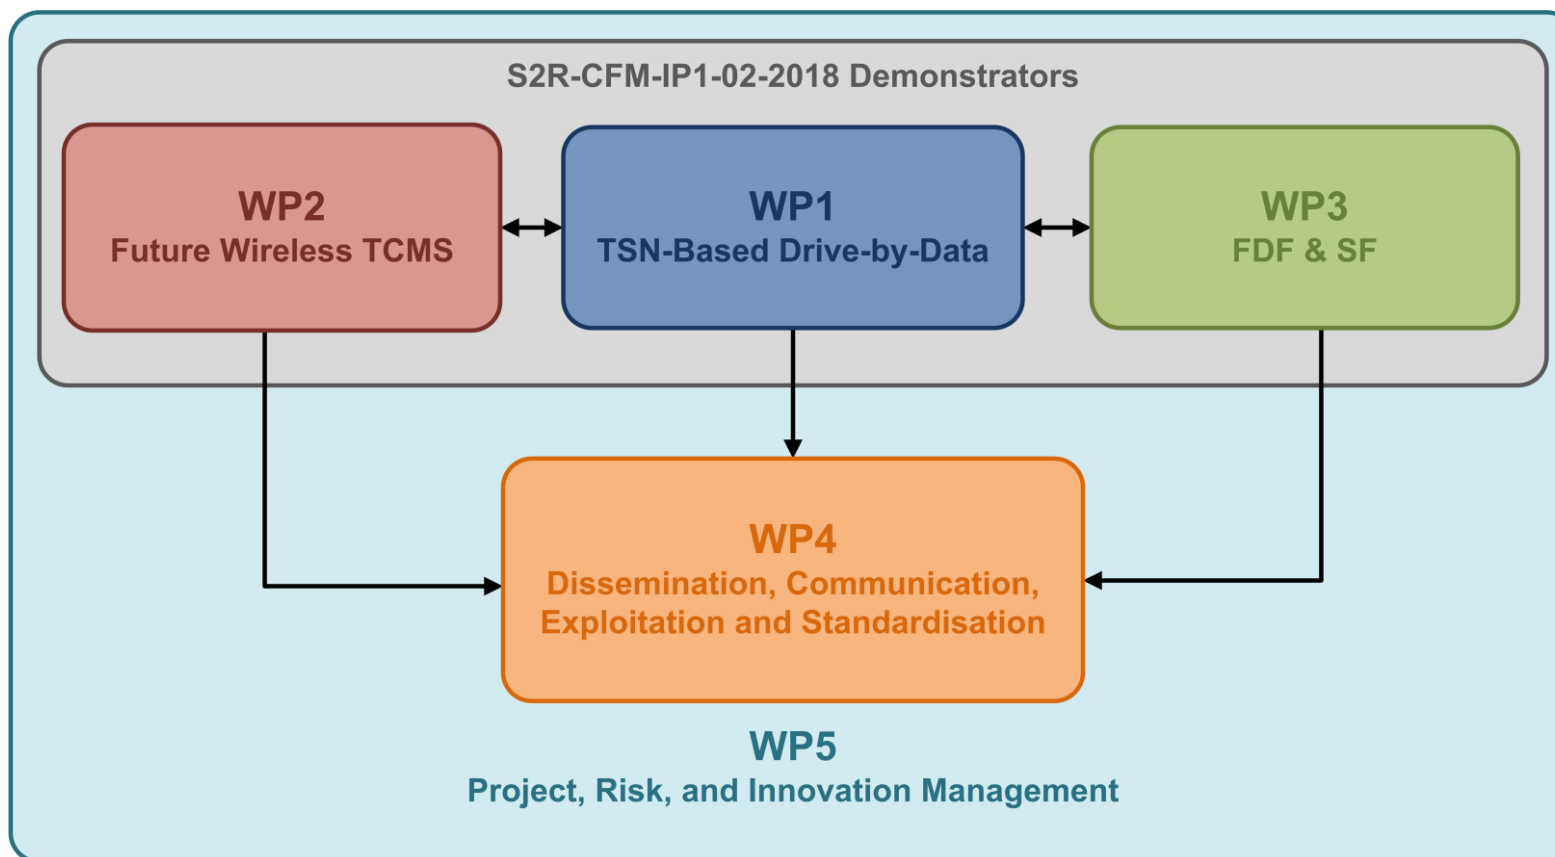 S2R-CFM-IP1-02-2018 Demonstrators
WP2
Future Wireless TCMS
WP1
TSN-Based Drive-by-Data
WP3
FDF & SF
WP4
Dissemination, Communication,
Exploitation and Standardisation
WP5
Project, Risk, and Innovation Management